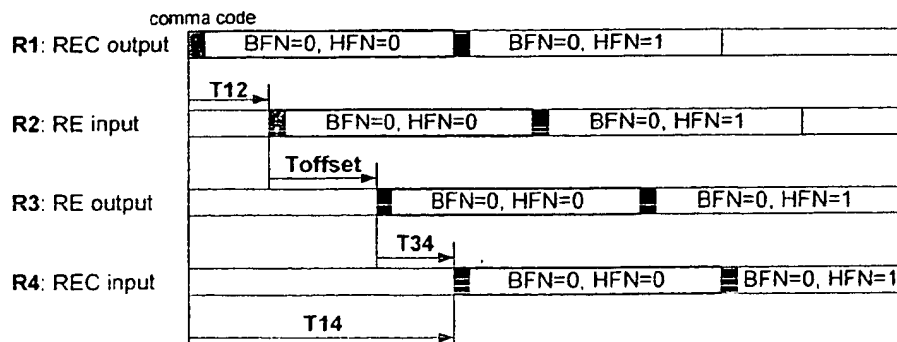 comma code
R1: REC output BFN=0, HFN=0 BFN=0, HFN=1
T12
R2: RE input BFN=0, HFN=0 BFN=0, HFN=1
Toffset
R3: RE output BFN=0, HFN=0 BFN=0, HFN=1
T34
R4: REC input BFN=0, HFN=0 BFN=0, HFN=1
T14